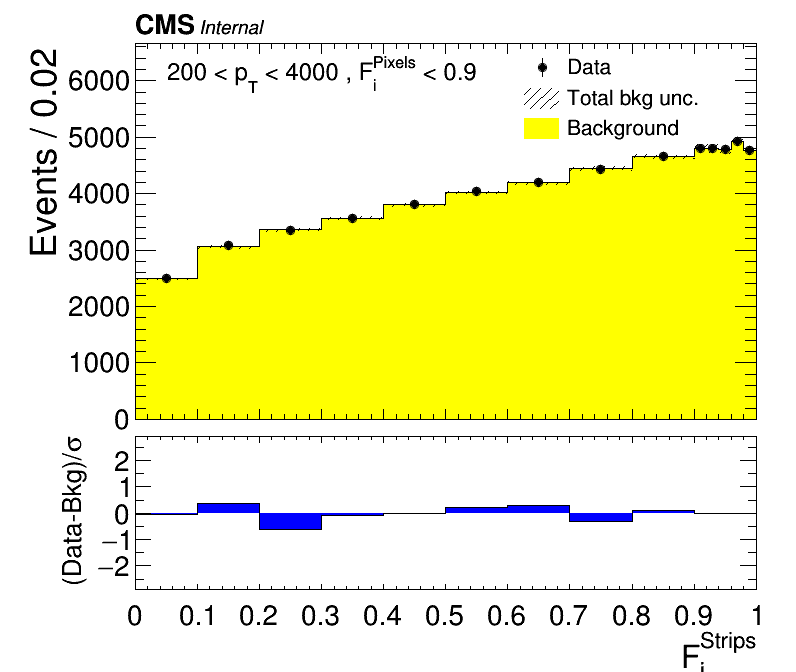 CMS Internal
Events / 0.02
200 < p_T < 4000 , F_i^Pixels < 0.9
Data
Total bkg unc.
Background
6000
5000
4000
3000
2000
1000
0
(Data-Bkg)/σ
2
1
0
−1
−2
0 0.1 0.2 0.3 0.4 0.5 0.6 0.7 0.8 0.9 1
F_i^Strips